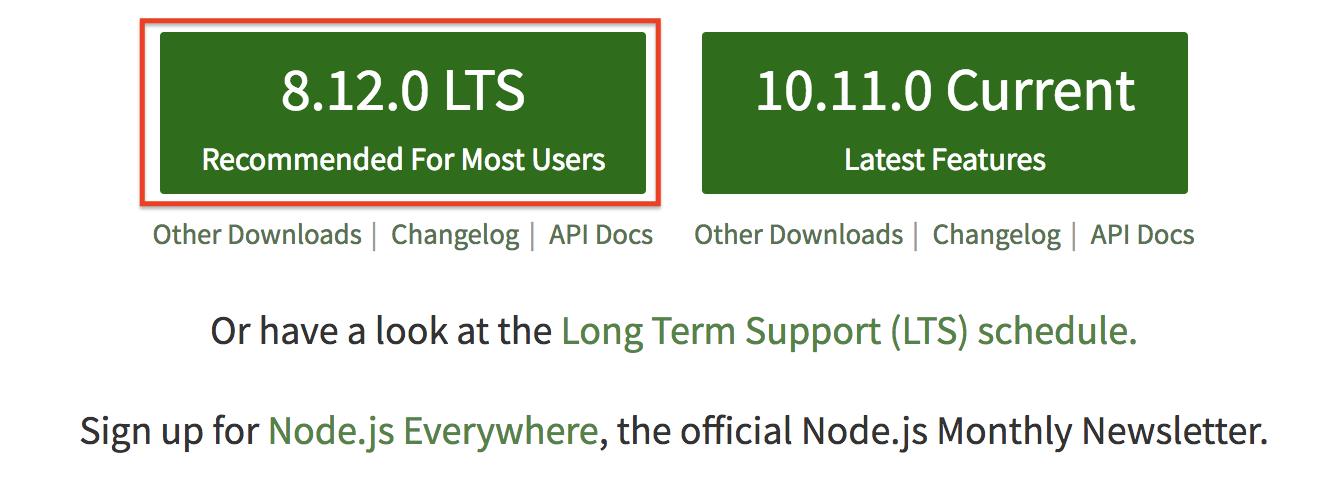 8.12.0 LTS
Recommended For Most Users
10.11.0 Current
Latest Features
Other Downloads | Changelog | API Docs
Other Downloads | Changelog | API Docs
Or have a look at the Long Term Support (LTS) schedule.
Sign up for Node.js Everywhere, the official Node.js Monthly Newsletter.